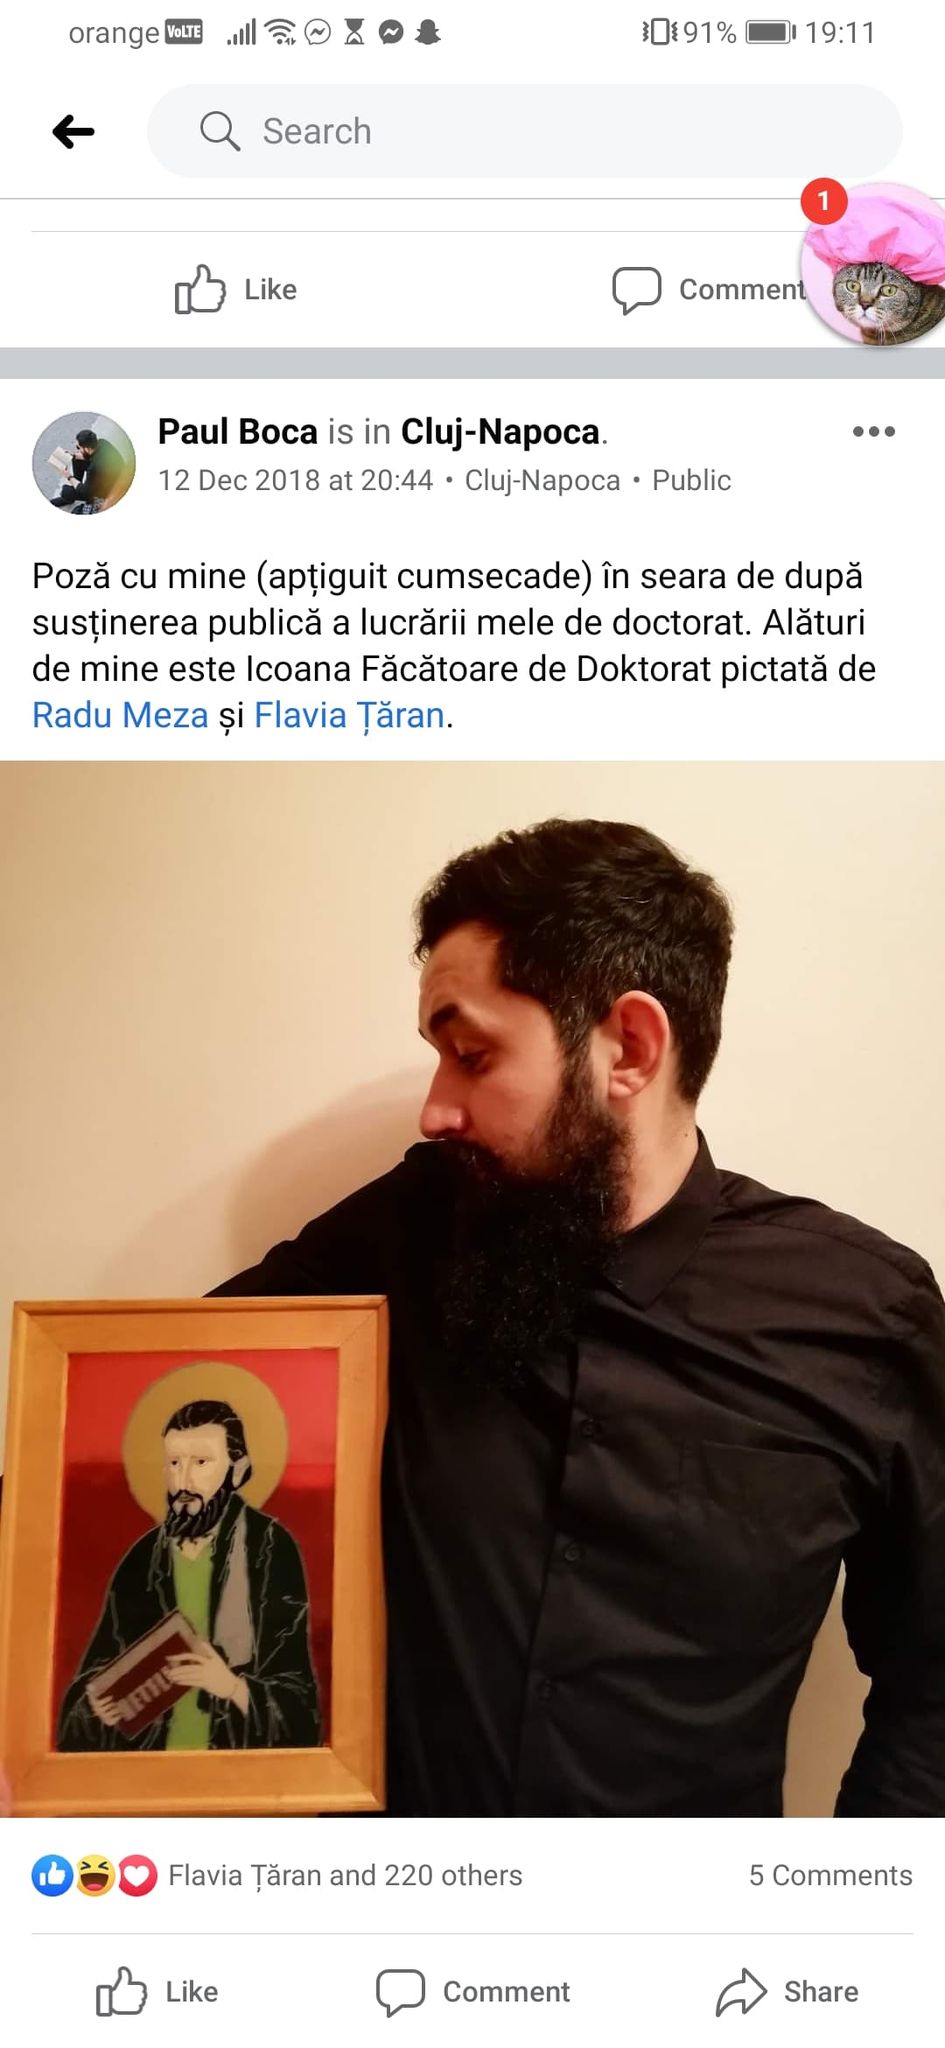 orange VoLTE 91% 19:11
Search
1
Like Comment
Paul Boca is in Cluj-Napoca.
12 Dec 2018 at 20:44 • Cluj-Napoca • Public
Poză cu mine (apțiguit cumsecade) în seara de după
susținerea publică a lucrării mele de doctorat. Alături
de mine este Icoana Făcătoare de Doktorat pictată de
Radu Meza și Flavia Țăran.
Flavia Țăran and 220 others 5 Comments
Like Comment Share